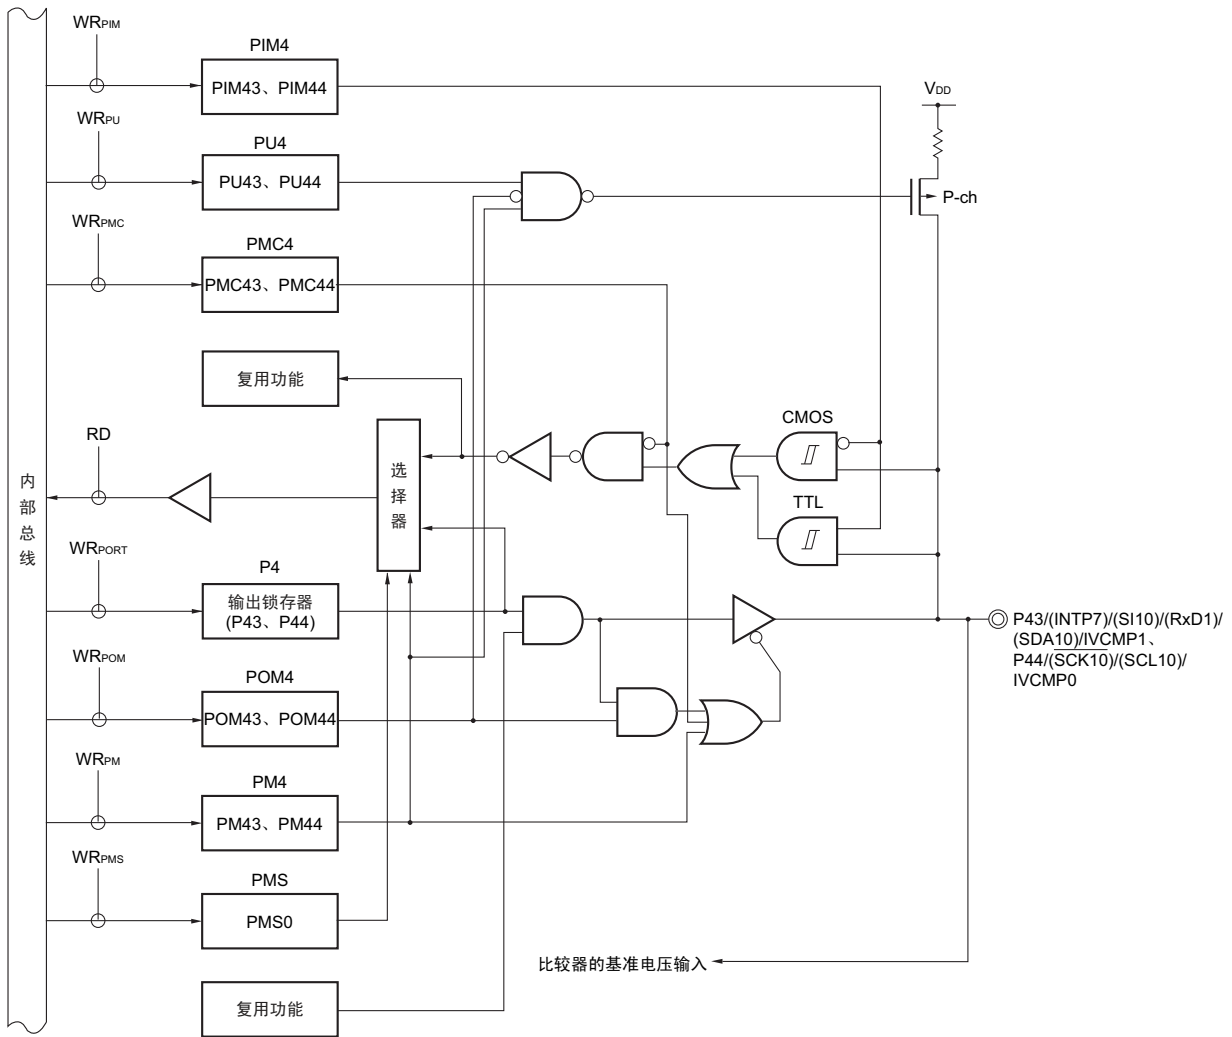 WRPIM
PIM4
PIM43、PIM44
VDD
WRPU
PU4
PU43、PU44
P-ch
WRPMC
PMC4
PMC43、PMC44
复用功能
CMOS
RD
选择器
内部总线
TTL
WRPORT
P4
输出锁存器
(P43、P44)
P43/(INTP7)/(SI10)/(RxD1)/
(SDA10)/IVCMP1、
P44/(SCK10)/(SCL10)/
IVCMP0
WRPOM
POM4
POM43、POM44
WRPM
PM4
PM43、PM44
WRPMS
PMS
PMS0
比较器的基准电压输入
复用功能